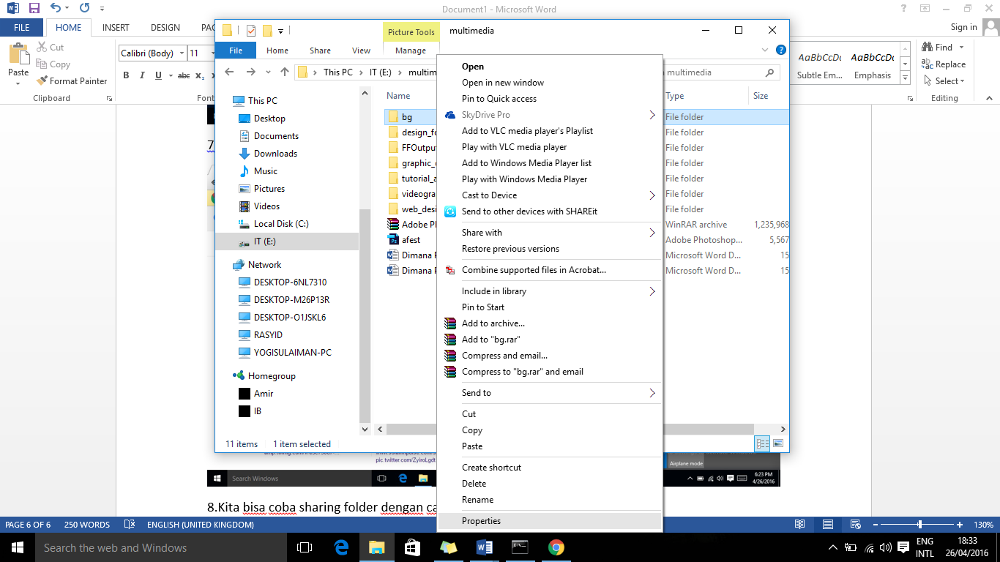 Document1 - Microsoft Word
FILE
HOME
INSERT
DESIGN
Sign in
Paste
Cut
Copy
Format Painter
Clipboard
Calibri (Body)
11
B I U abc x₂
AaBbCcDc
AaBbCcDc
Subtle Em...
Emphasis
Find
Replace
Select
Editing
Picture Tools
multimedia
File
Home
Share
View
Manage
This PC
IT (E:)
multimedia
Name
Type
Size
This PC
Desktop
Documents
Downloads
Music
Pictures
Videos
Local Disk (C:)
IT (E:)
Network
DESKTOP-6NL7310
DESKTOP-M26P13R
DESKTOP-O1JSKL6
RASYID
YOGISULAIMAN-PC
Homegroup
Amir
IB
bg
File folder
design_fo
File folder
FFOutput
File folder
graphic_
File folder
tutorial_a
File folder
videogra
File folder
web_desi
File folder
Adobe Ph
WinRAR archive
1,235,968
afest
Adobe Photoshop...
5,567
Dimana P
Microsoft Word D...
15
Dimana P
Microsoft Word D...
15
Open
Open in new window
Pin to Quick access
SkyDrive Pro
Add to VLC media player's Playlist
Play with VLC media player
Add to Windows Media Player list
Play with Windows Media Player
Cast to Device
Send to other devices with SHAREit
Share with
Restore previous versions
Combine supported files in Acrobat...
Include in library
Pin to Start
Add to archive...
Add to "bg.rar"
Compress and email...
Compress to "bg.rar" and email
Send to
Cut
Copy
Paste
Create shortcut
Delete
Rename
Properties
11 items
1 item selected
pic.twitter.com/ZyiroLgdt
Airplane mode
Search Windows
6:23 PM
4/26/2016
8.Kita bisa coba sharing folder dengan ca
PAGE 6 OF 6
250 WORDS
ENGLISH (UNITED KINGDOM)
130%
Search the web and Windows
ENG
INTL
18:33
26/04/2016